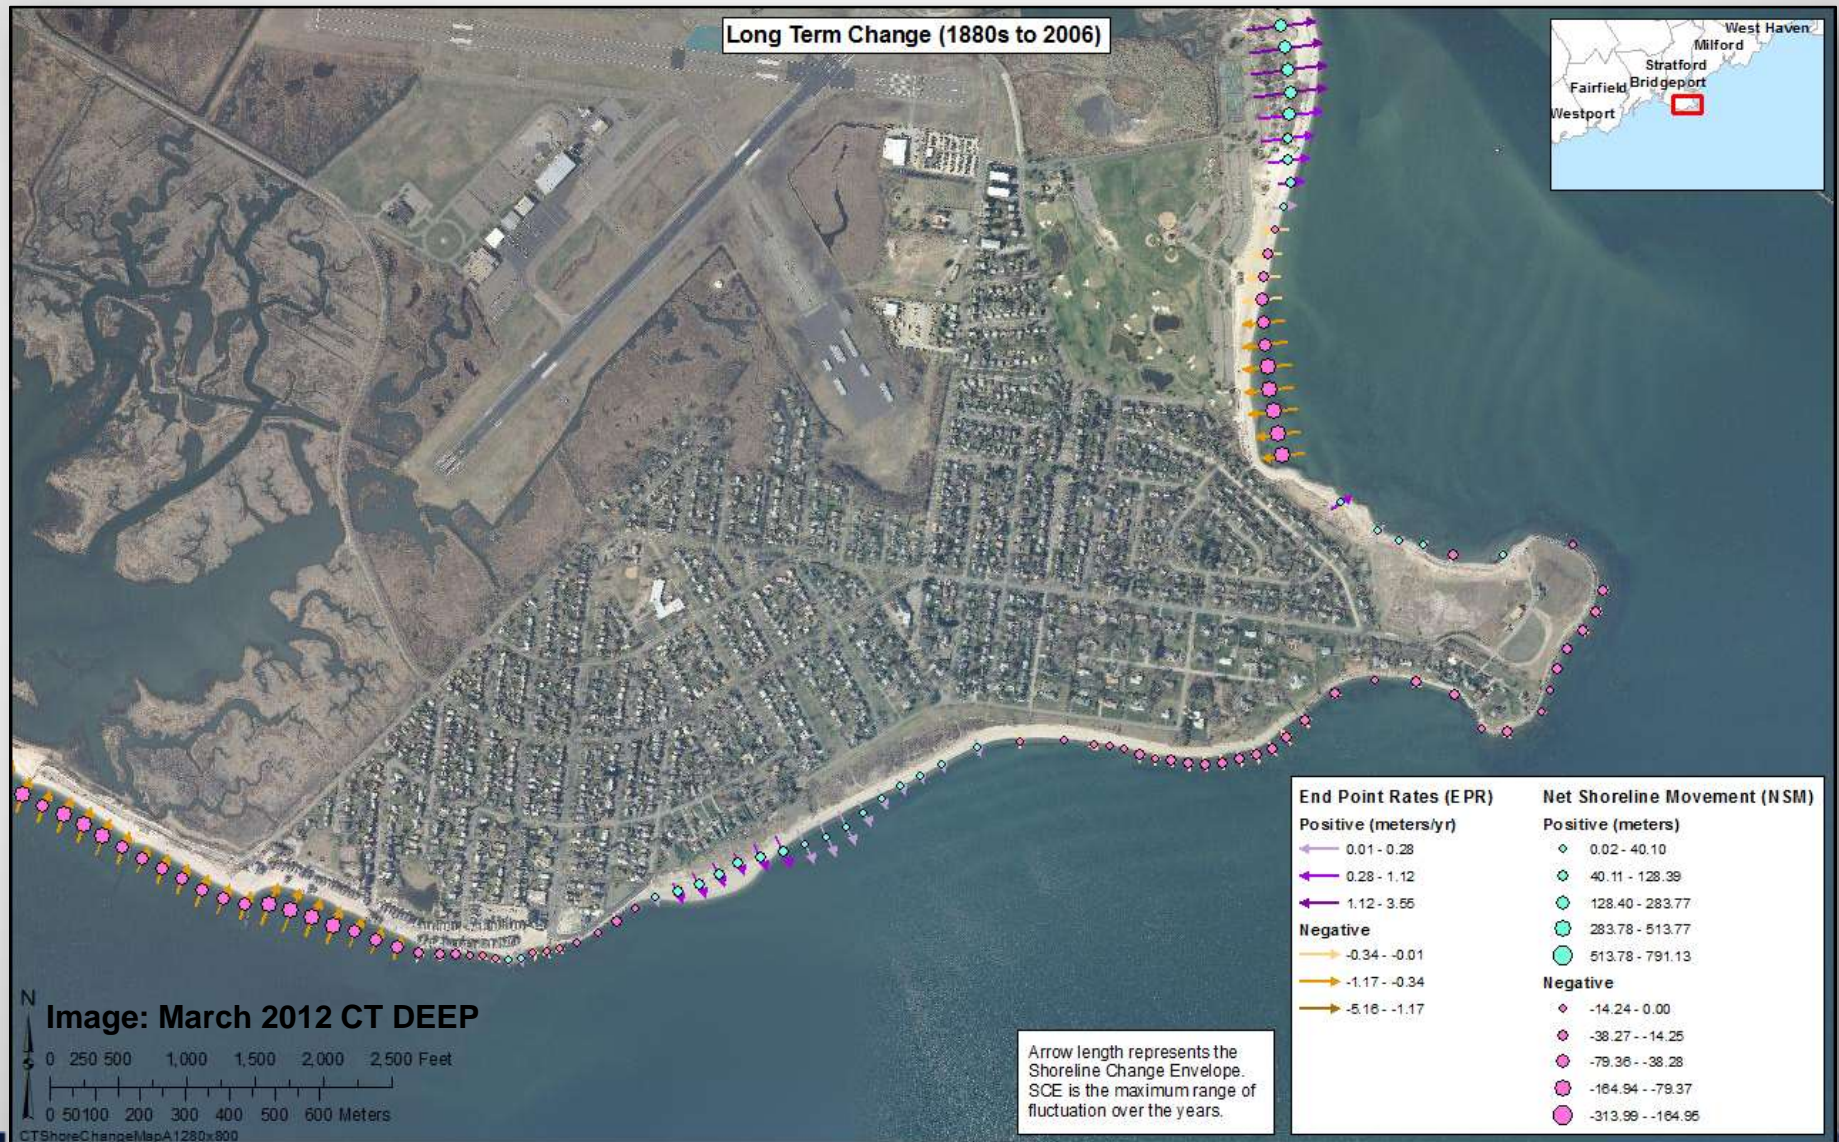 Long Term Change (1880s to 2006)
West Haven
Milford
Stratford
Bridgeport
Fairfield
Westport
End Point Rates (EPR)
Positive (meters/yr)
0.01 - 0.28
0.28 - 1.12
1.12 - 3.55
Negative
-0.34 - -0.01
-1.17 - -0.34
-5.16 - -1.17
Net Shoreline Movement (NSM)
Positive (meters)
0.02 - 40.10
40.11 - 128.39
128.40 - 283.77
283.78 - 513.77
513.78 - 791.13
Negative
-14.24 - 0.00
-38.27 - -14.25
-79.36 - -38.28
-164.94 - -79.37
-313.99 - -164.95
Arrow length represents the
Shoreline Change Envelope.
SCE is the maximum range of
fluctuation over the years.
N
Image: March 2012 CT DEEP
0 250 500 1,000 1,500 2,000 2,500 Feet
0 50 100 200 300 400 500 600 Meters
CTShoreChangeMapA1280x800